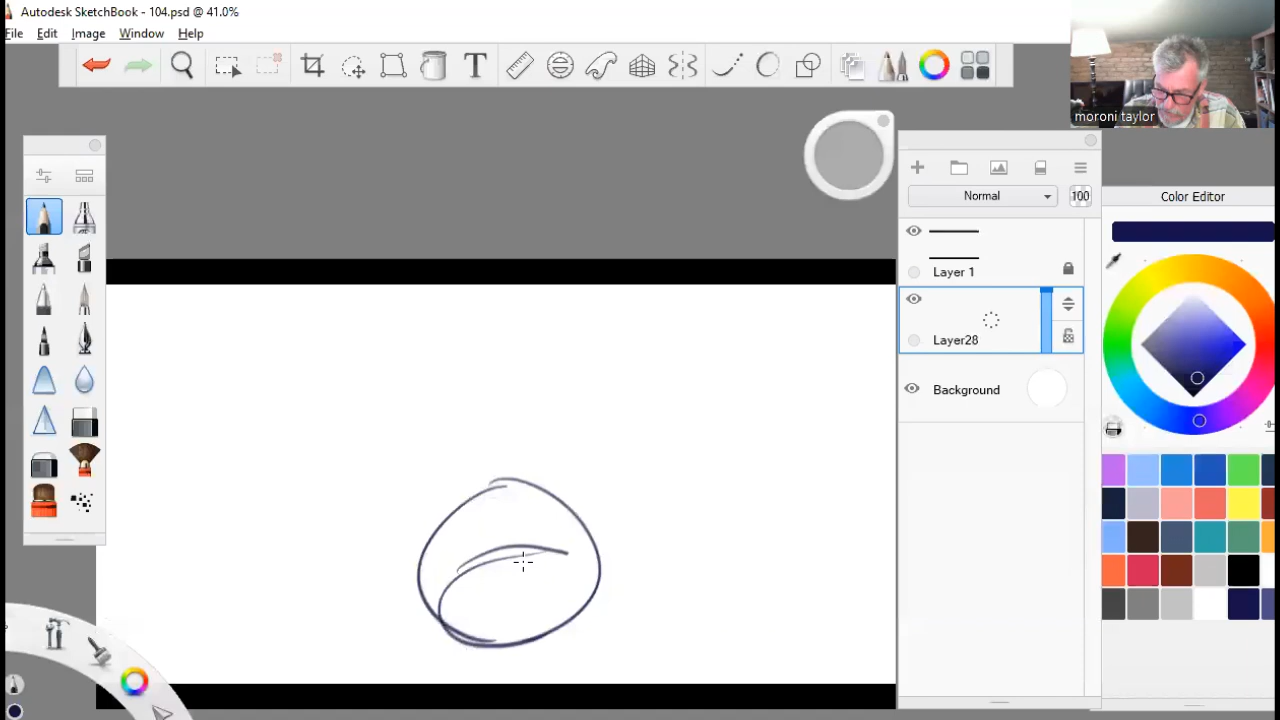 Autodesk SketchBook - 104.psd @ 41.0%
File Edit Image Window Help
moroni taylor
T
Normal 100
Color Editor
Layer 1
Layer28
Background